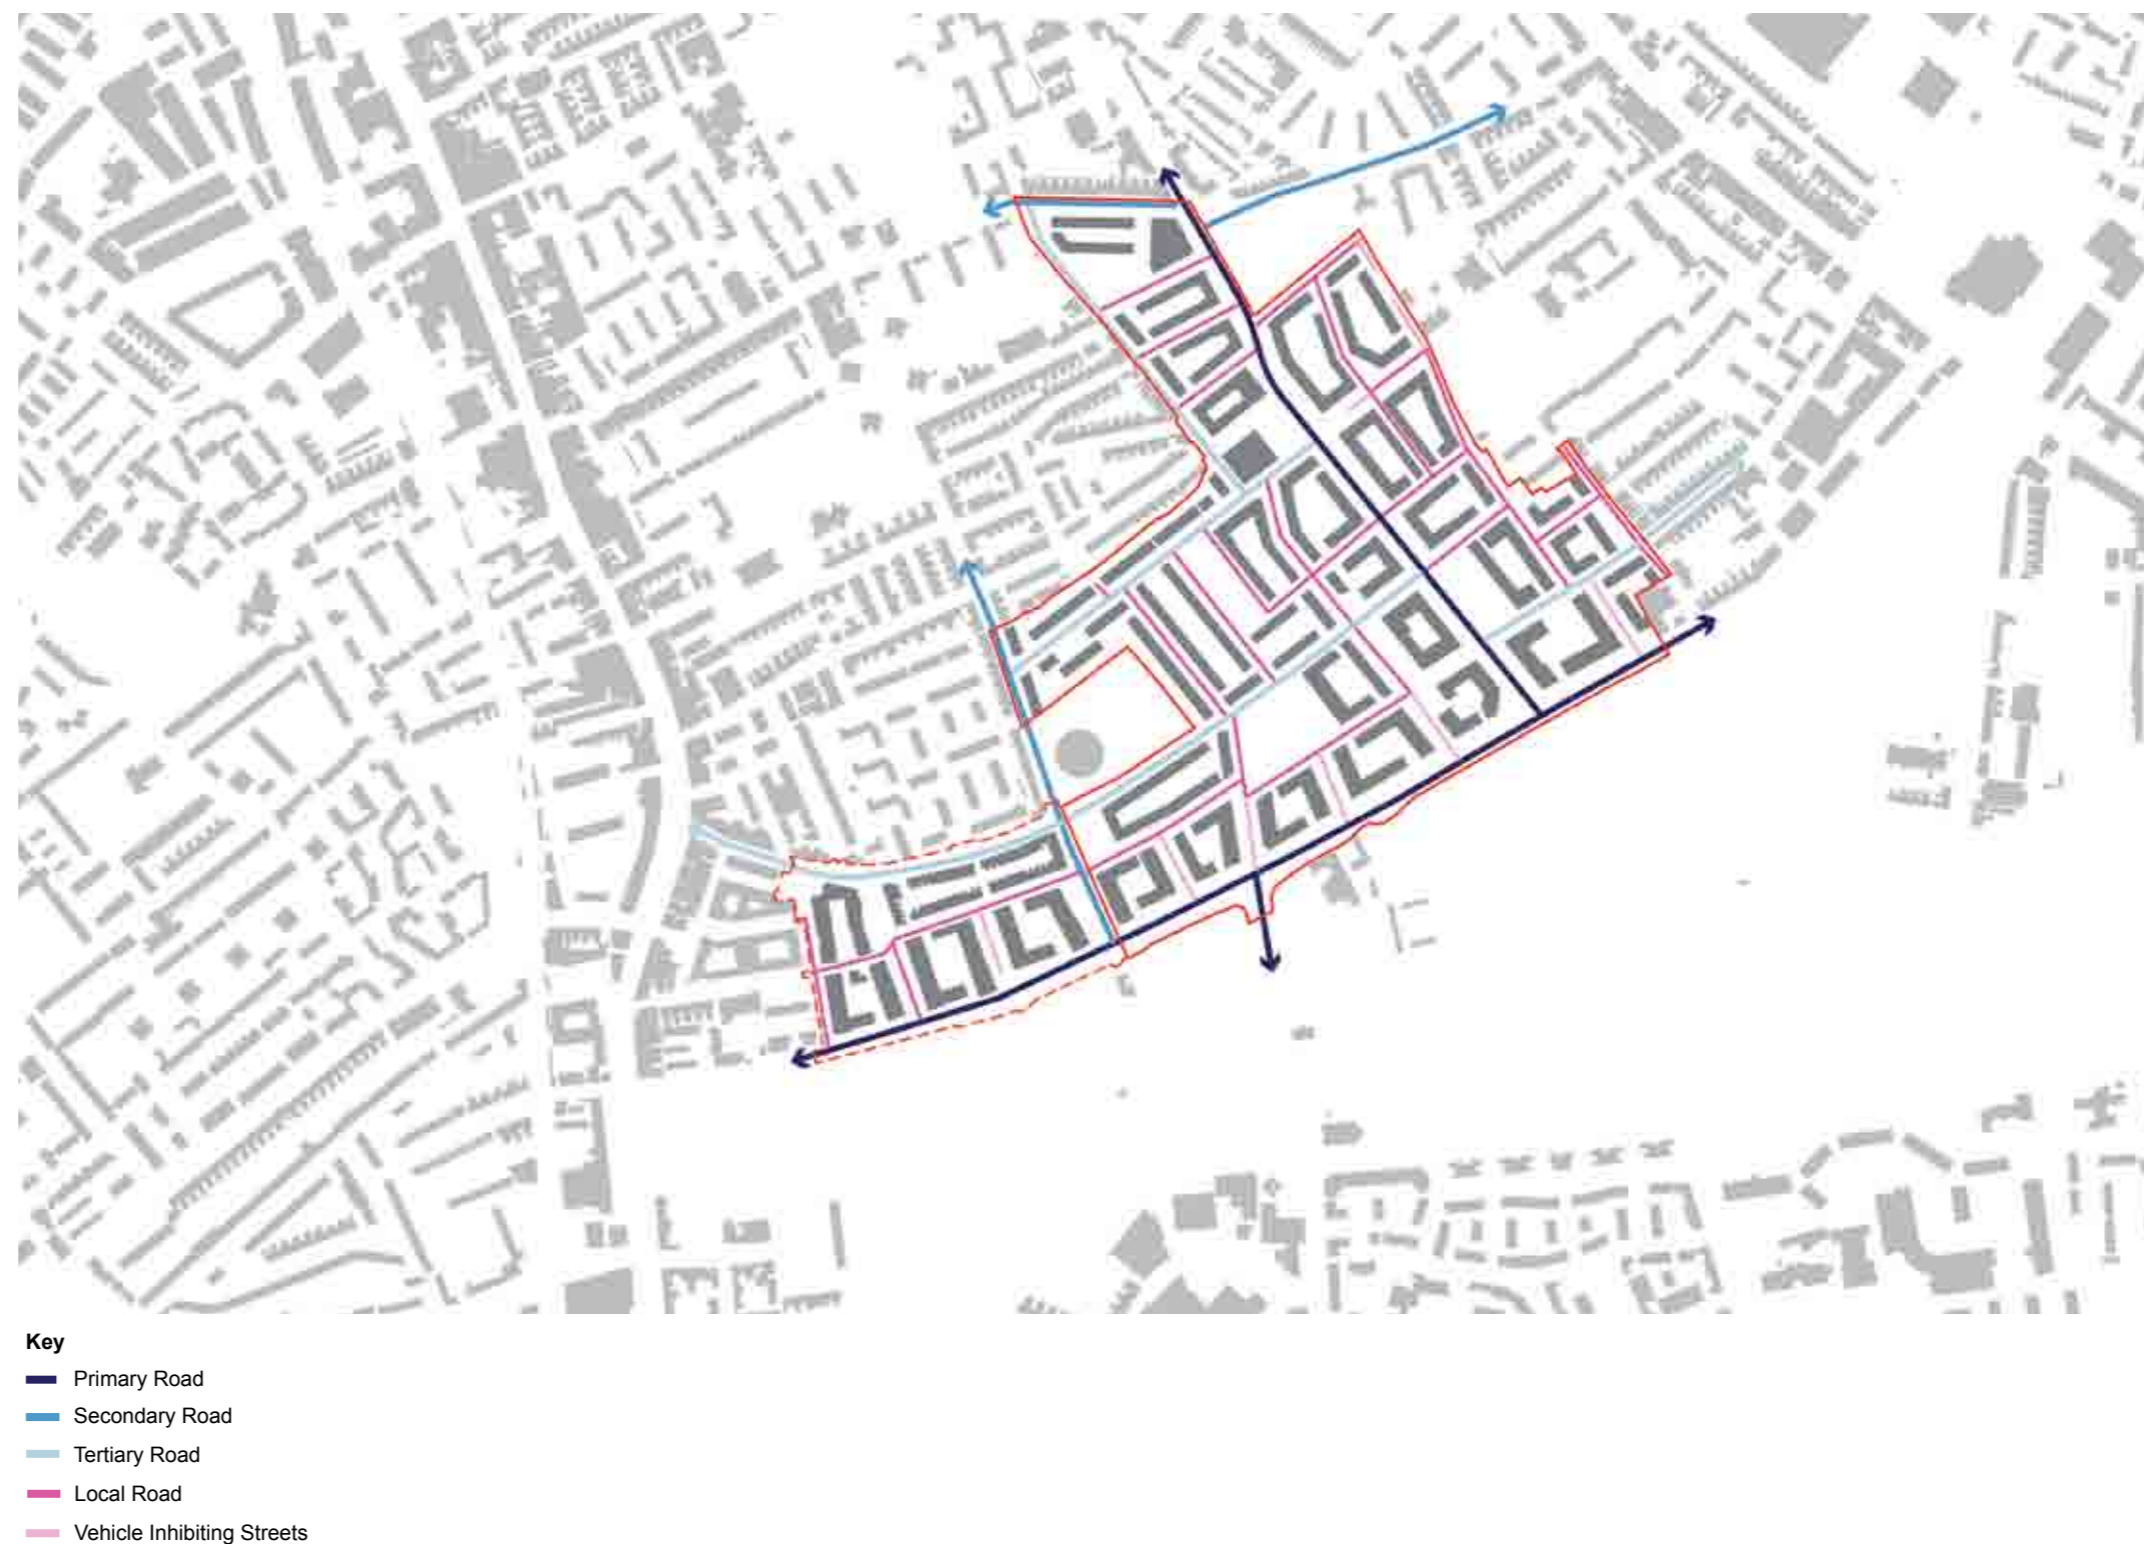 Key
Primary Road
Secondary Road
Tertiary Road
Local Road
Vehicle Inhibiting Streets